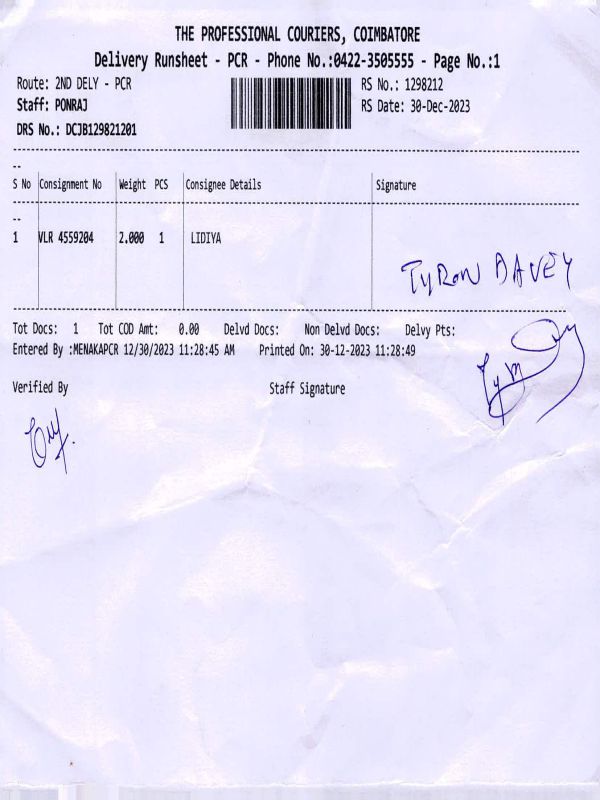 THE PROFESSIONAL COURIERS, COIMBATORE
Delivery Runsheet - PCR - Phone No.:0422-3505555 - Page No.:1
Route: 2ND DELY - PCR RS No.: 1298212
Staff: PONRAJ RS Date: 30-Dec-2023
DRS No.: DCJB129821201
--
S No Consignment No Weight PCS Consignee Details Signature
--
1 VLR 4559204 2.000 1 LIDIYA
TYRON DAVEY
Tot Docs: 1 Tot COD Amt: 0.00 Delvd Docs: Non Delvd Docs: Delvy Pts:
Entered By :MENAKAPCR 12/30/2023 11:28:45 AM Printed On: 30-12-2023 11:28:49
Verified By Staff Signature